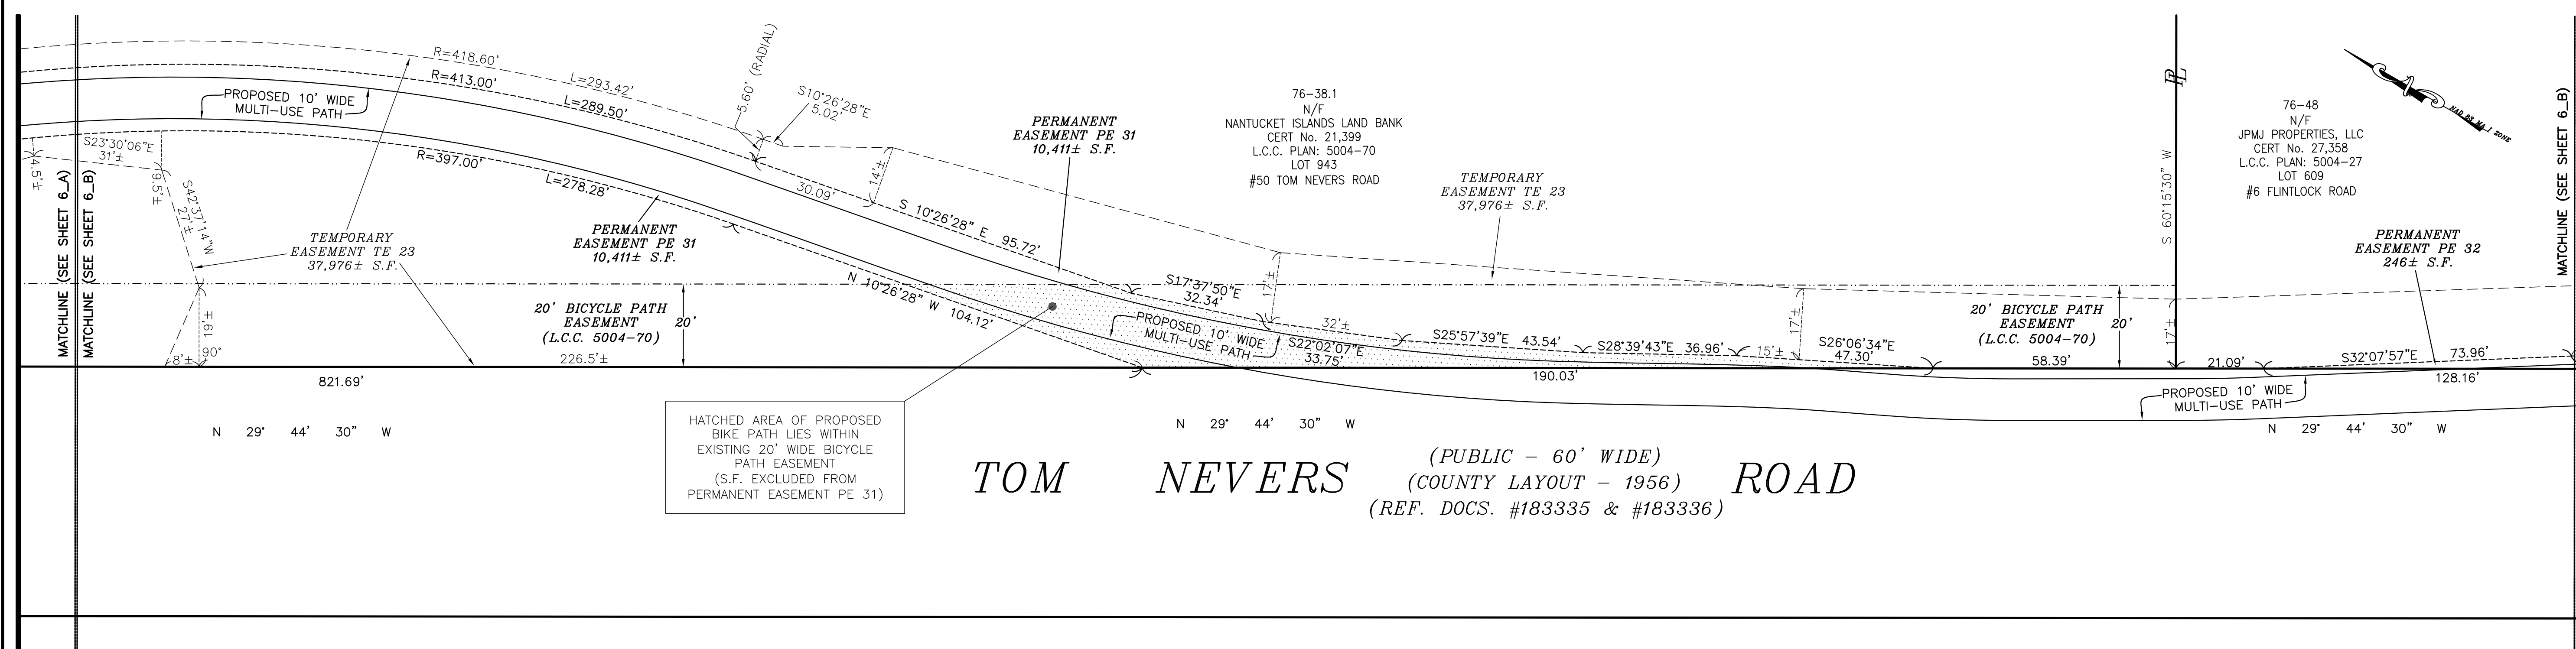 MATCHLINE (SEE SHEET 6_A)
MATCHLINE (SEE SHEET 6_B)
R=418.60'
L=293.42'
R=413.00'
L=289.50'
PROPOSED 10' WIDE
MULTI-USE PATH
S23°30'06"E
31'±
4.5'±
9.5'±
S42°37'14"W
27'±
R=397.00'
L=278.28'
5.60' (RADIAL)
S10°26'28"E
5.02'
30.09'
14'±
PERMANENT
EASEMENT PE 31
10,411± S.F.
76-38.1
N/F
NANTUCKET ISLANDS LAND BANK
CERT No. 21,399
L.C.C. PLAN: 5004-70
LOT 943
#50 TOM NEVERS ROAD
TEMPORARY
EASEMENT TE 23
37,976± S.F.
S 60°15'30" W
PL
76-48
N/F
JPMJ PROPERTIES, LLC
CERT No. 27,358
L.C.C. PLAN: 5004-27
LOT 609
#6 FLINTLOCK ROAD
NAD 83 MA_I ZONE
MATCHLINE (SEE SHEET 6_B)
PERMANENT
EASEMENT PE 32
246± S.F.
TEMPORARY
EASEMENT TE 23
37,976± S.F.
PERMANENT
EASEMENT PE 31
10,411± S.F.
S 10°26'28" E 95.72'
N 10°26'28" W 104.12'
S17°37'50"E
32.34'
17'±
32'±
19'±
8'±
90°
20' BICYCLE PATH
EASEMENT
(L.C.C. 5004-70)
20'
226.5'±
PROPOSED 10' WIDE
MULTI-USE PATH
S22°02'07"E
33.75'
S25°57'39"E 43.54'
S28°39'43"E 36.96'
15'±
17'±
S26°06'34"E
47.30'
20' BICYCLE PATH
EASEMENT
(L.C.C. 5004-70)
20'
58.39'
17'±
21.09'
S32°07'57"E 73.96'
821.69'
190.03'
128.16'
PROPOSED 10' WIDE
MULTI-USE PATH
N 29° 44' 30" W
N 29° 44' 30" W
N 29° 44' 30" W
HATCHED AREA OF PROPOSED
BIKE PATH LIES WITHIN
EXISTING 20' WIDE BICYCLE
PATH EASEMENT
(S.F. EXCLUDED FROM
PERMANENT EASEMENT PE 31)
TOM NEVERS ROAD
(PUBLIC - 60' WIDE)
(COUNTY LAYOUT - 1956)
(REF. DOCS. #183335 & #183336)